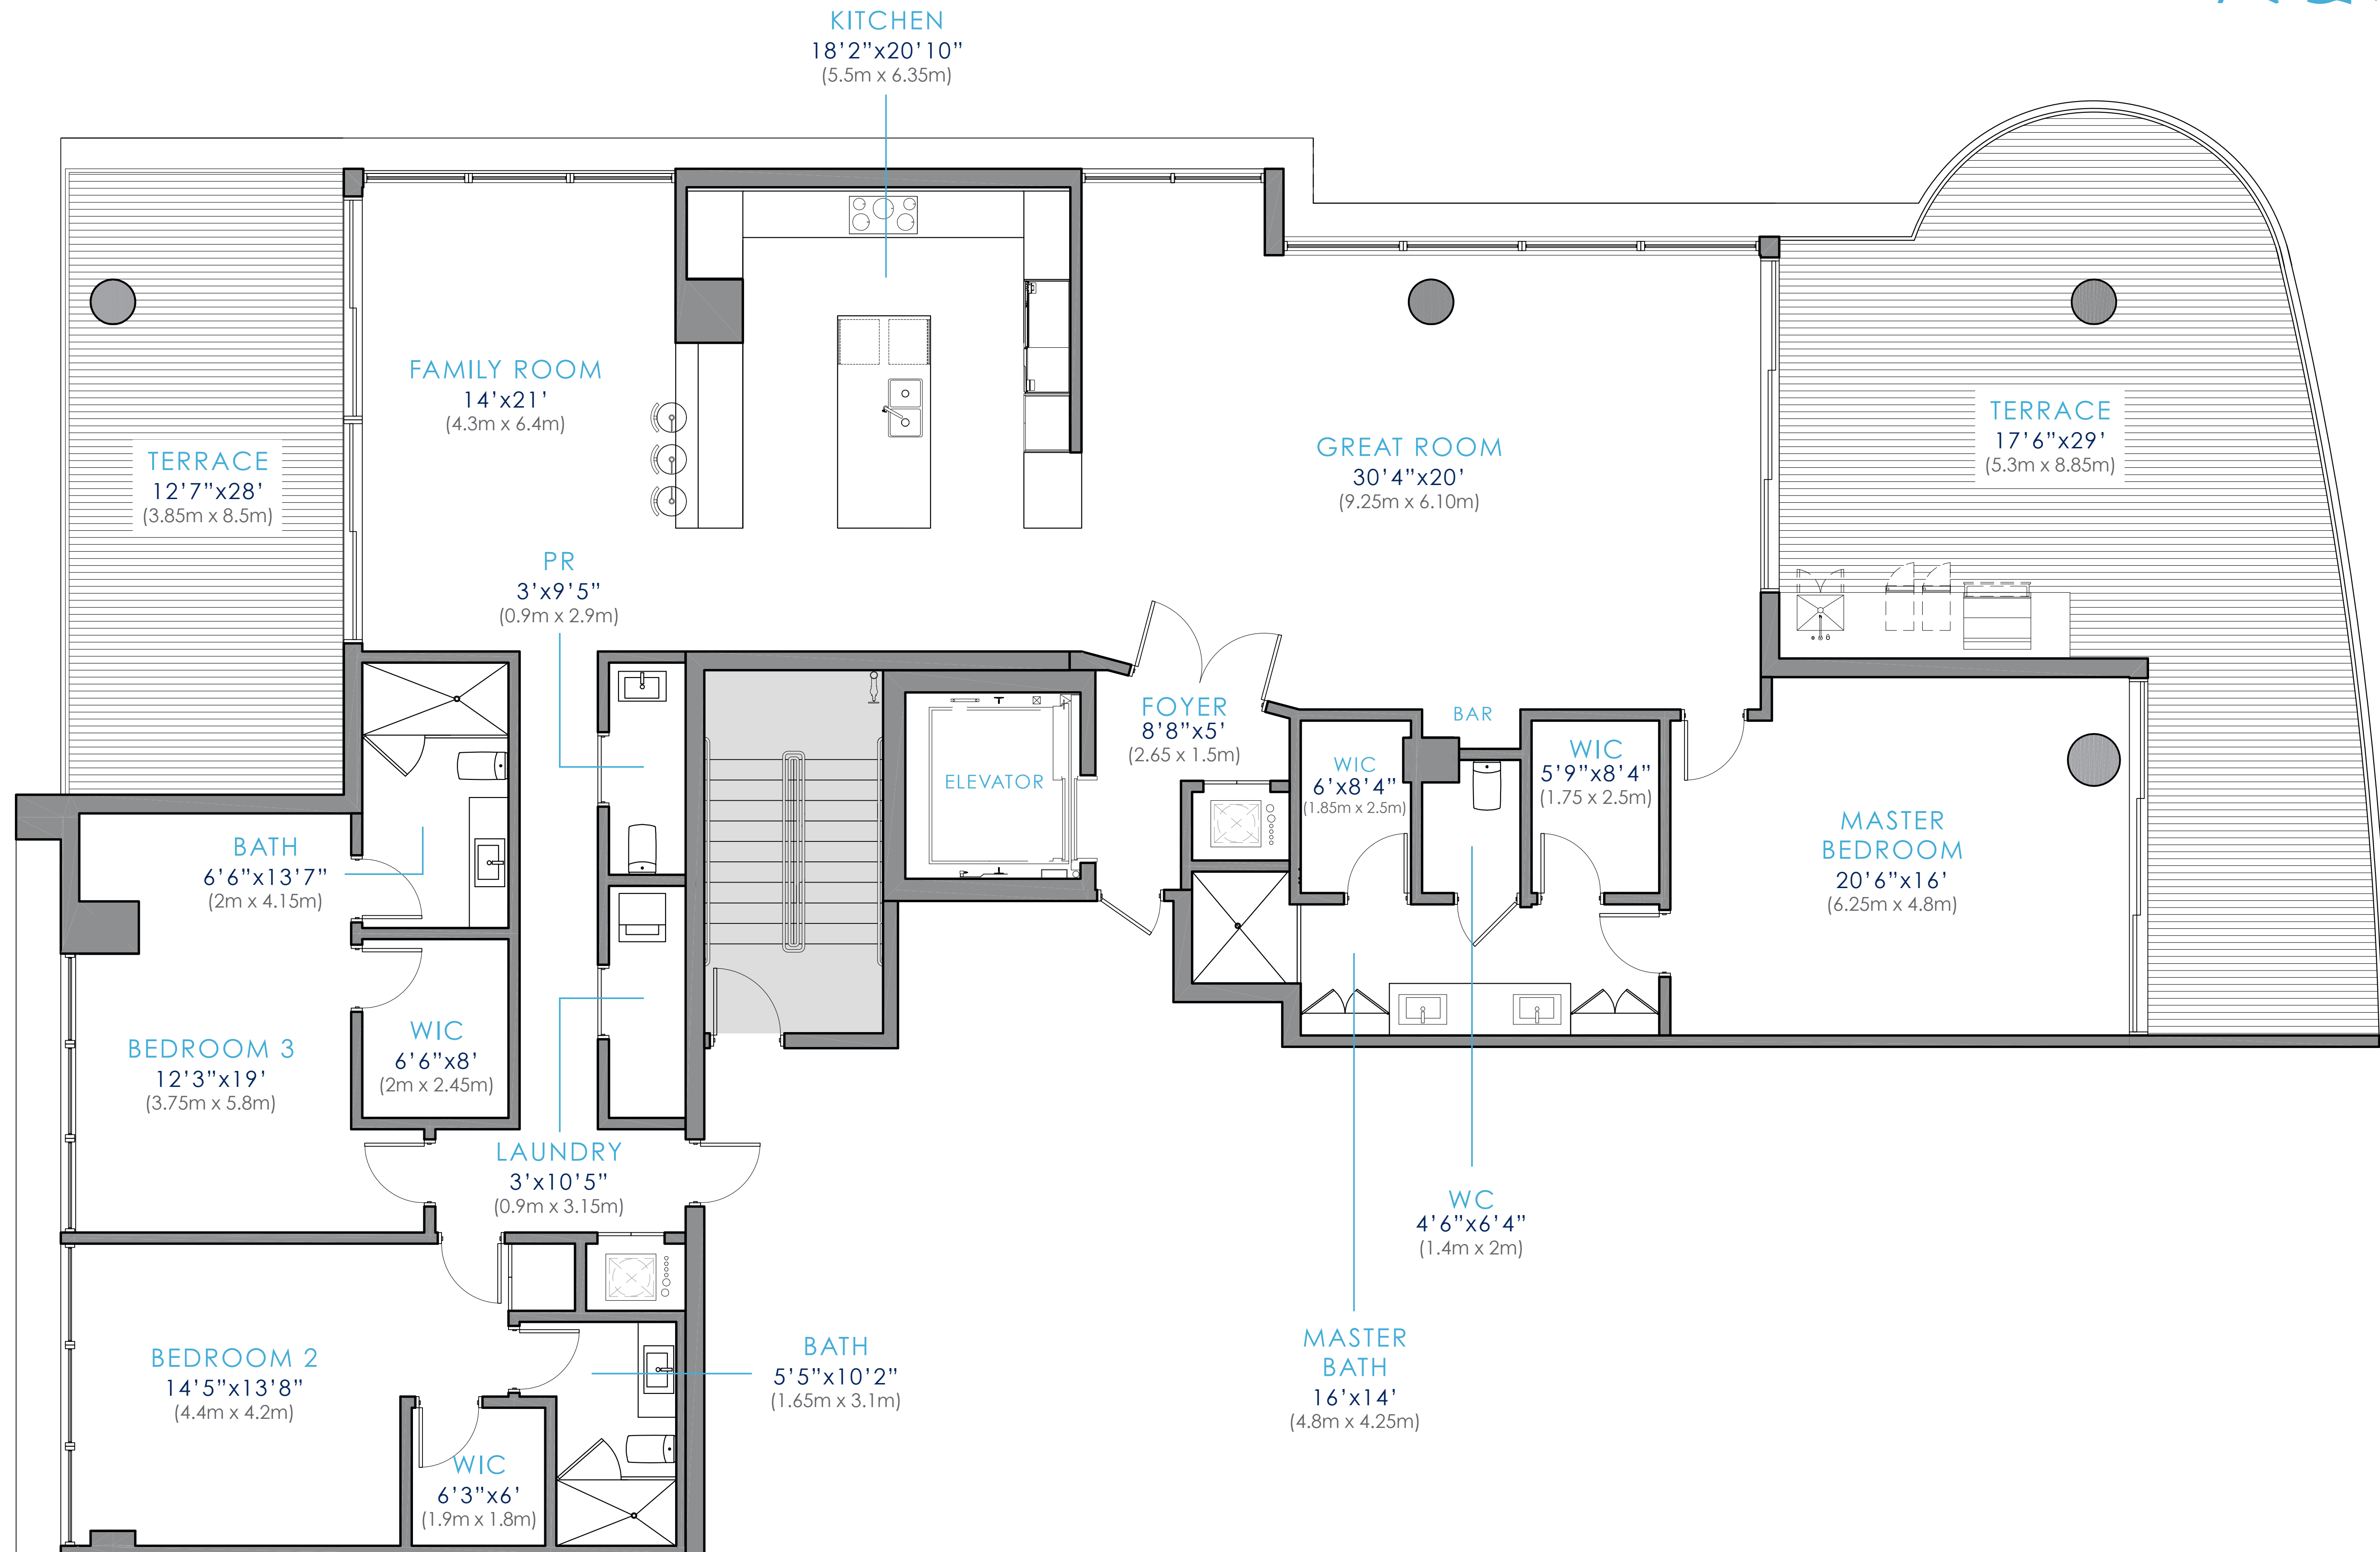 KITCHEN
18'2”x20'10”
(5.5m x 6.35m)
FAMILY ROOM
14'x21'
(4.3m x 6.4m)
TERRACE
12'7”x28'
(3.85m x 8.5m)
GREAT ROOM
30'4”x20'
(9.25m x 6.10m)
TERRACE
17'6”x29'
(5.3m x 8.85m)
PR
3'x9'5”
(0.9m x 2.9m)
FOYER
8'8”x5'
(2.65 x 1.5m)
BAR
ELEVATOR
WIC
6'x8'4”
(1.85m x 2.5m)
WIC
5'9”x8'4”
(1.75 x 2.5m)
MASTER
BEDROOM
20'6”x16'
(6.25m x 4.8m)
BATH
6'6”x13'7”
(2m x 4.15m)
BEDROOM 3
12'3”x19'
(3.75m x 5.8m)
WIC
6'6”x8'
(2m x 2.45m)
LAUNDRY
3'x10'5”
(0.9m x 3.15m)
WC
4'6”x6'4”
(1.4m x 2m)
BEDROOM 2
14'5”x13'8”
(4.4m x 4.2m)
BATH
5'5”x10'2”
(1.65m x 3.1m)
MASTER
BATH
16'x14'
(4.8m x 4.25m)
WIC
6'3”x6'
(1.9m x 1.8m)